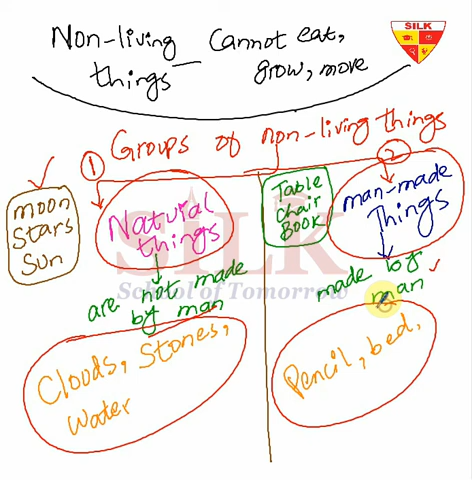 Non-living - Cannot eat,
things grow, move
SILK
Groups of non-living things
1 2
moon
Stars
Sun
Natural
things
Table
Chair
BOOK
man-made
Things
SILK
School of Tomorrow
are not made
by man
made by
man
Clouds, Stones,
Water
Pencil, bed,